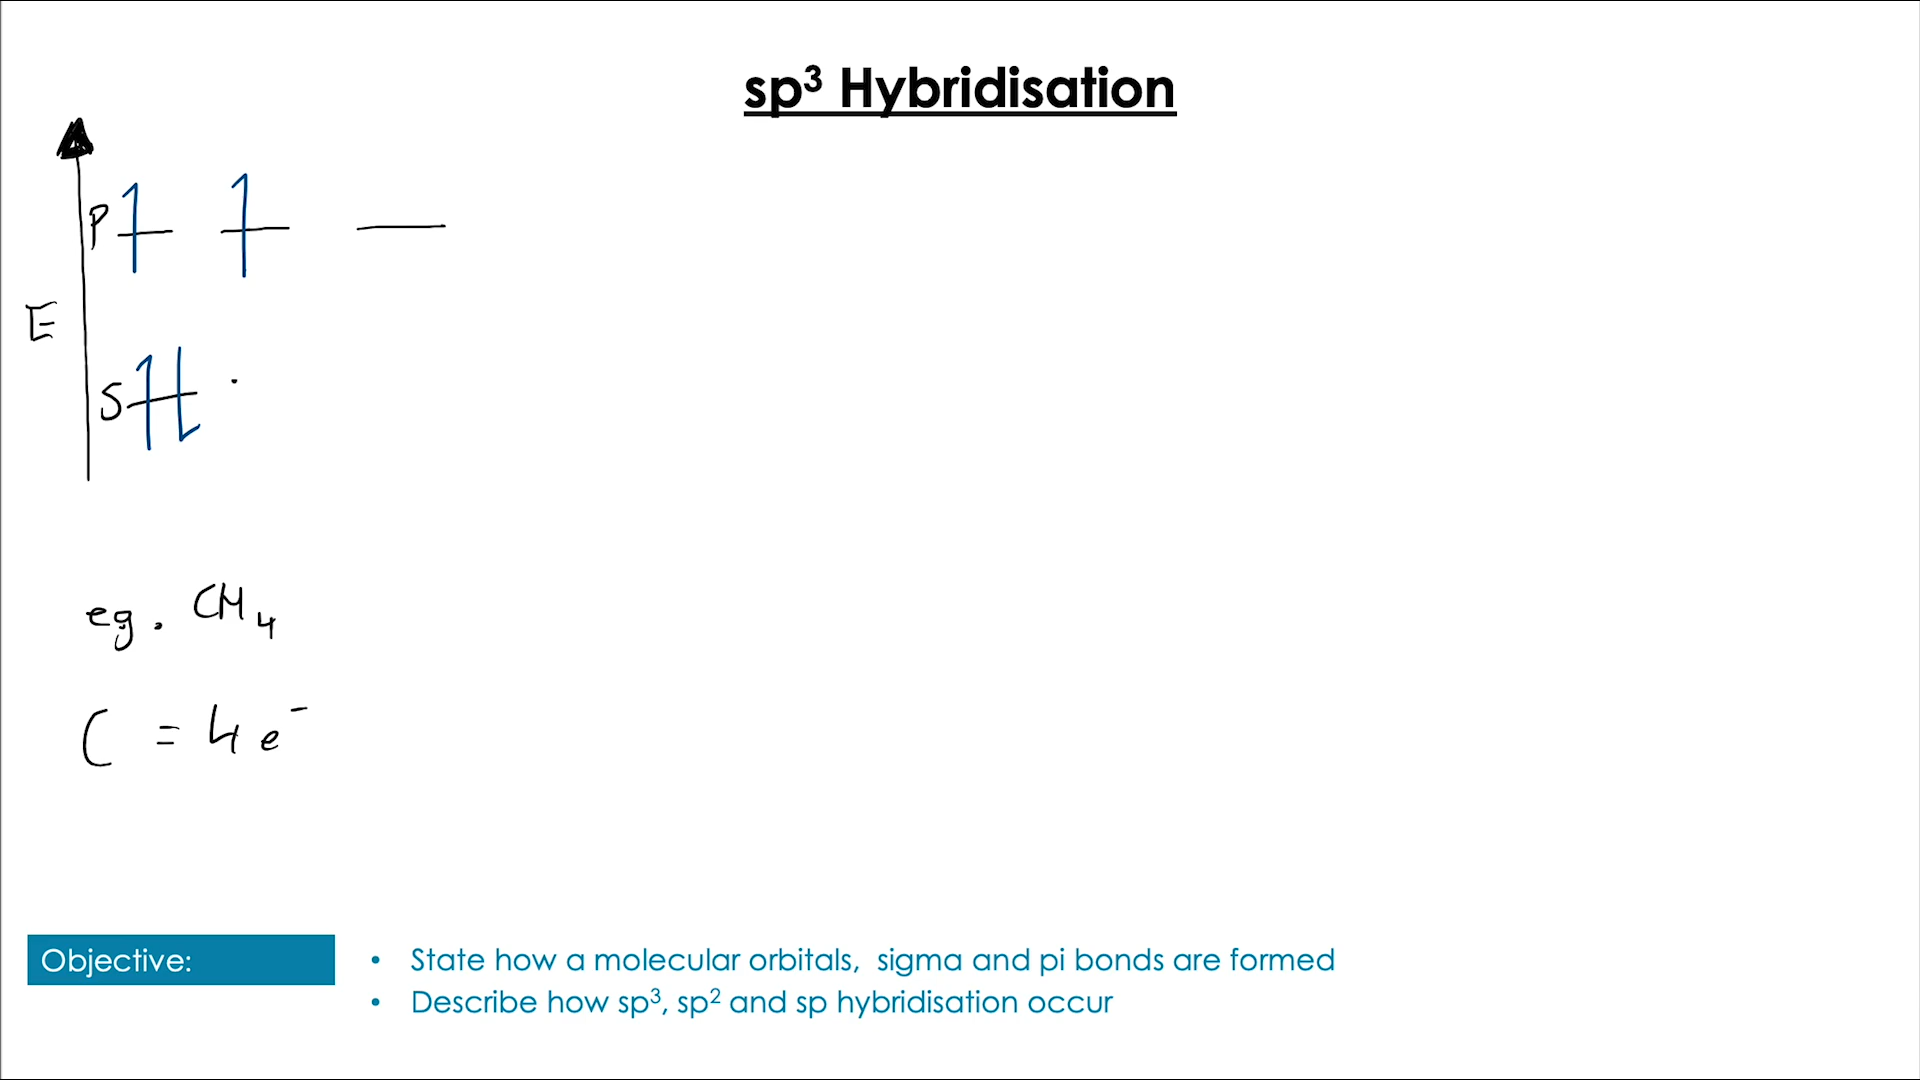 sp³ Hybridisation
P
E
S
eg. CH₄
C = 4e⁻
Objective:
• State how a molecular orbitals, sigma and pi bonds are formed
• Describe how sp³, sp² and sp hybridisation occur